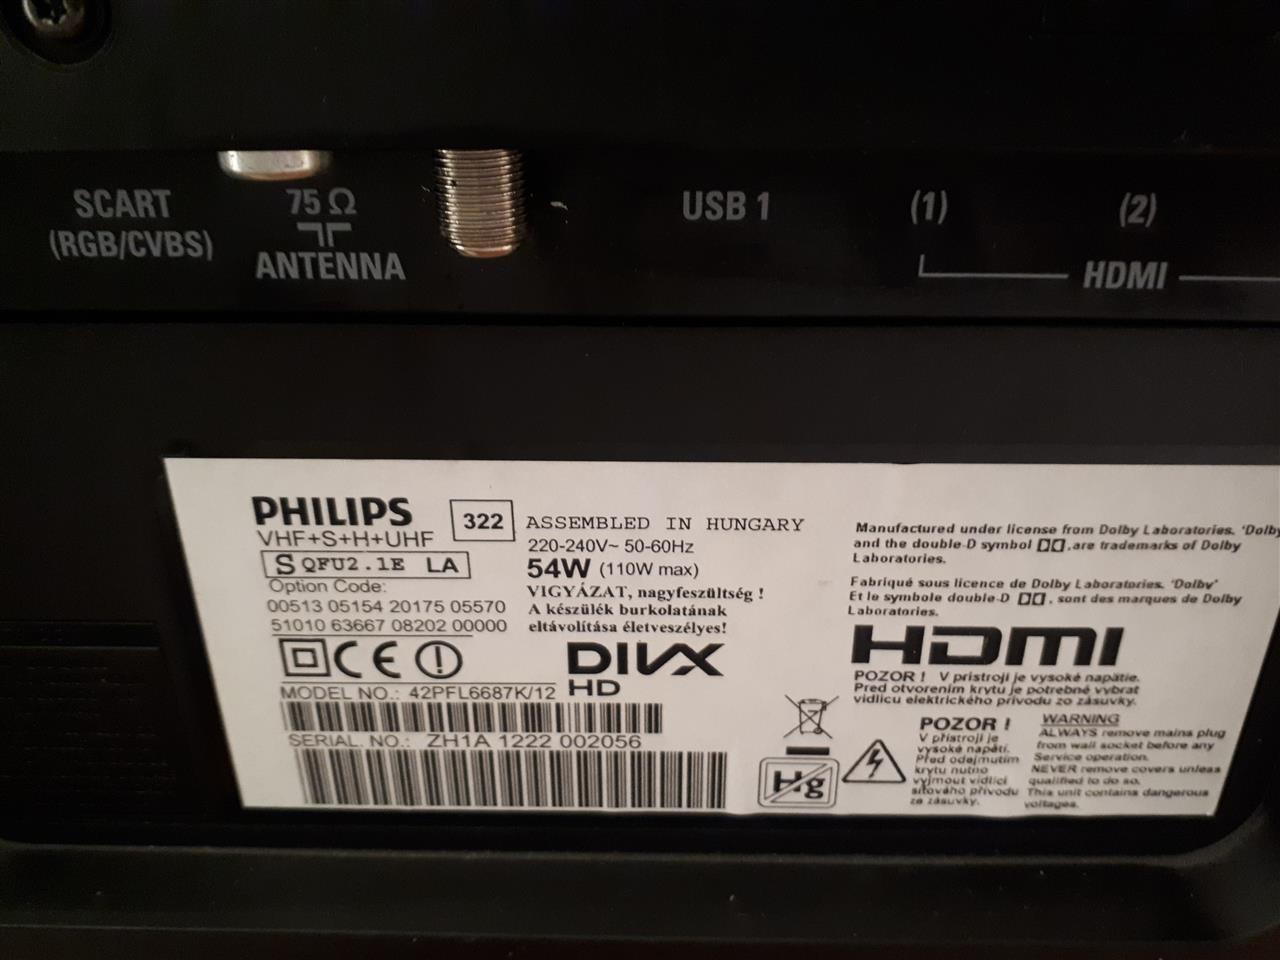 SCART
(RGB/CVBS)
75 Ω
ANTENNA
USB 1
(1)
(2)
HDMI
PHILIPS
322
VHF+S+H+UHF
S QFU2.1E LA
Option Code:
00513 05154 20175 05570
51010 63667 08202 00000
CE
MODEL NO.: 42PFL6687K/12
SERIAL. NO.: ZH1A 1222 002056
ASSEMBLED IN HUNGARY
220-240V~ 50-60Hz
54W (110W max)
VIGYÁZAT, nagyfeszültség !
A készülék burkolatának
eltávolítása életveszélyes!
DIVX
HD
Manufactured under license from Dolby Laboratories. 'Dolby
and the double-D symbol , are trademarks of Dolby
Laboratories.
Fabriqué sous licence de Dolby Laboratories. 'Dolby'
Et le symbole double-D , sont des marques de Dolby
Laboratories.
HDMI
POZOR ! V prístroji je vysoké napätie.
Pred otvorením krytu je potrebné vybrat
vidlicu elektrického prívodu zo zásuvky.
Hg
POZOR !
V přístroji je
vysoké napětí.
Před odejmutím
krytu nutno
vyjmout vidlici
síťového přívodu
ze zásuvky.
WARNING
ALWAYS remove mains plug
from wall socket before any
Service operation.
NEVER remove covers unless
qualified to do so.
This unit contains dangerous
voltages.